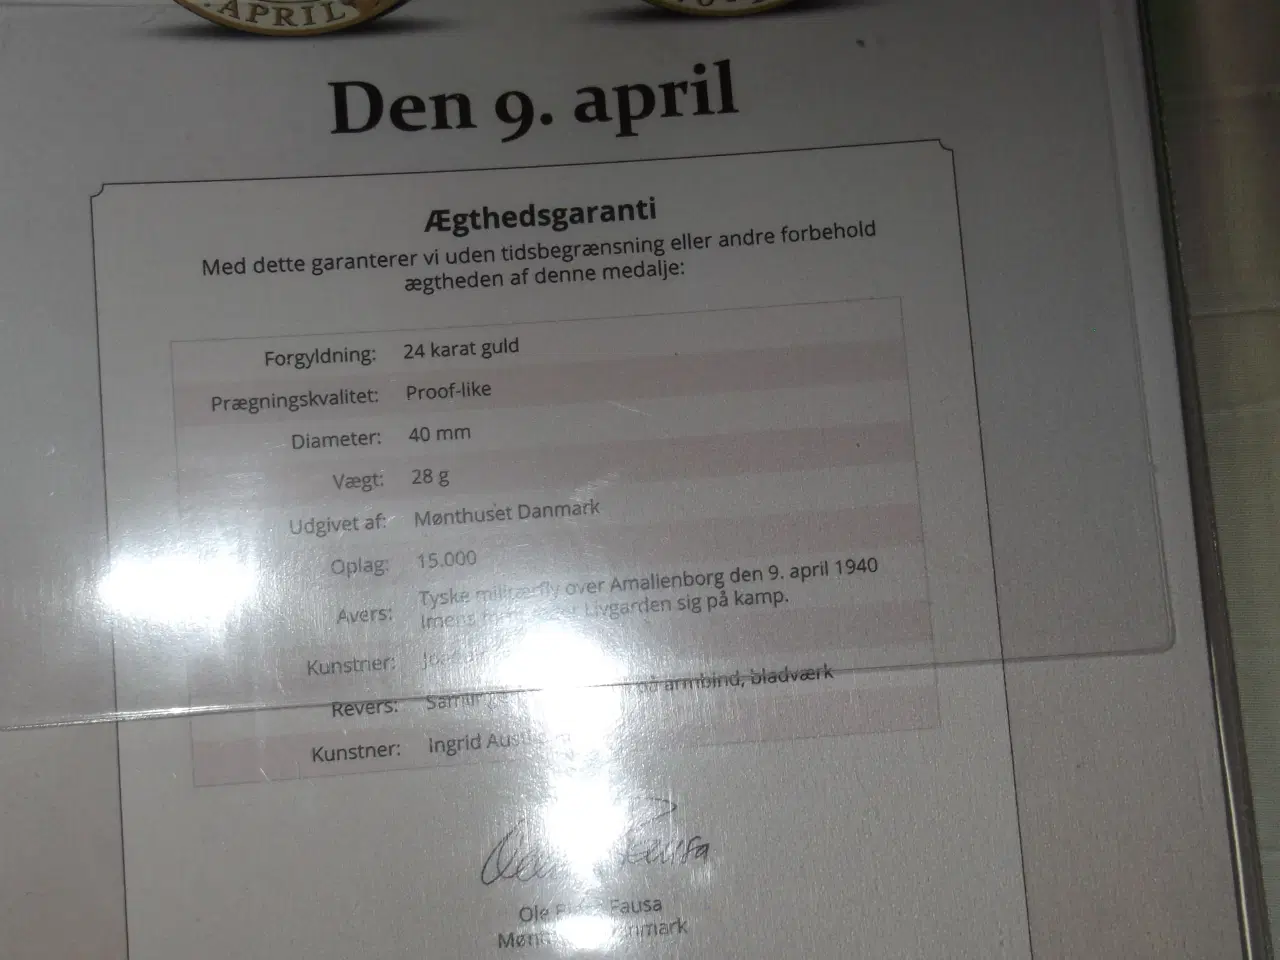 APRIL
Den 9. april
Ægthedsgaranti
Med dette garanterer vi uden tidsbegrænsning eller andre forbehold
ægtheden af denne medalje:
Forgyldning: 24 karat guld
Prægningskvalitet: Proof-like
Diameter: 40 mm
Vægt: 28 g
Udgivet af: Mønthuset Danmark
Oplag: 15.000
Avers: Tyske militærfly over Amalienborg den 9. april 1940
Imens Livgarden sig på kamp.
Kunstner:
Revers: på armbind, bladværk
Kunstner: Ingrid
Ole Fausa